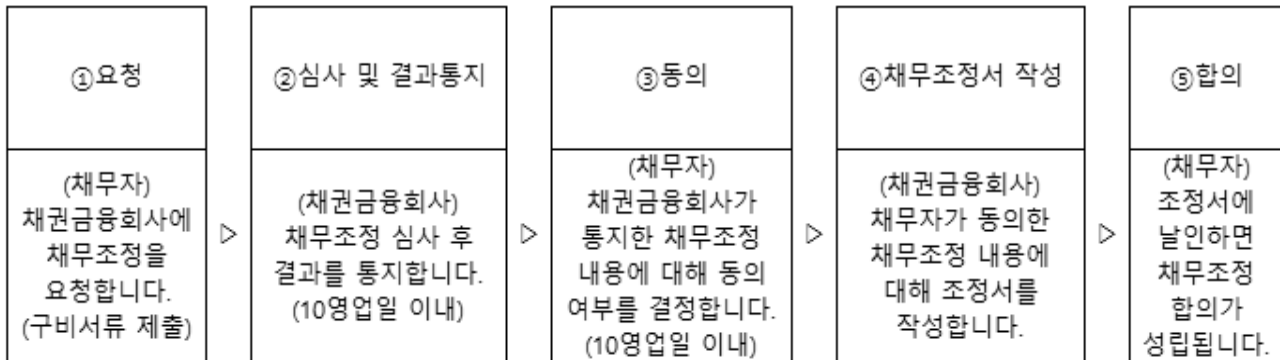 ①요청
(채무자)
채권금융회사에
채무조정을
요청합니다.
(구비서류 제출)
▷
②심사 및 결과통지
(채권금융회사)
채무조정 심사 후
결과를 통지합니다.
(10영업일 이내)
▷
③동의
(채무자)
채권금융회사가
통지한 채무조정
내용에 대해 동의
여부를 결정합니다.
(10영업일 이내)
▷
④채무조정서 작성
(채권금융회사)
채무자가 동의한
채무조정 내용에
대해 조정서를
작성합니다.
▷
⑤합의
(채무자)
조정서에
날인하면
채무조정
합의가
성립됩니다.